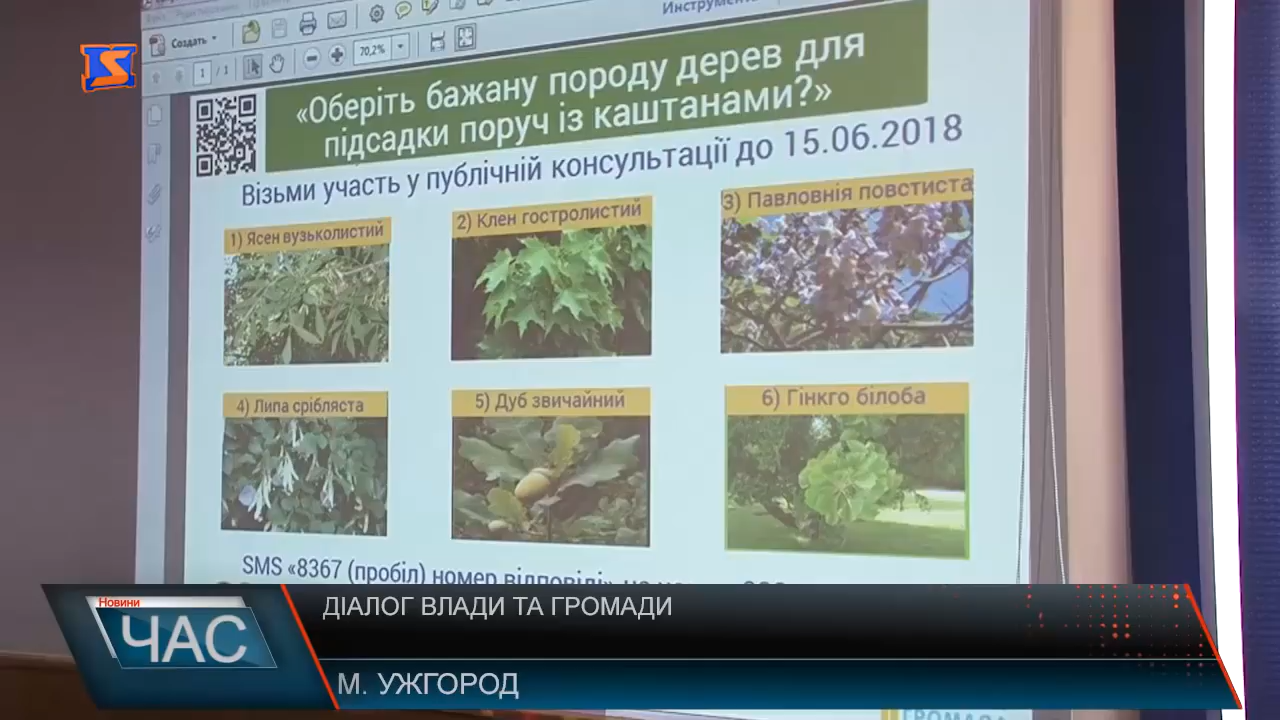 Создать
1 / 1
70,2%
«Оберіть бажану породу дерев для
підсадки поруч із каштанами?»
Візьми участь у публічній консультації до 15.06.2018
1) Ясен вузьколистий
2) Клен гостролистий
3) Павловнія повстиста
4) Липа срібляста
5) Дуб звичайний
6) Гінкго білоба
SMS «8367 (пробіл) номер відповіді»
Новини
ЧАС
ДІАЛОГ ВЛАДИ ТА ГРОМАДИ
М. УЖГОРОД